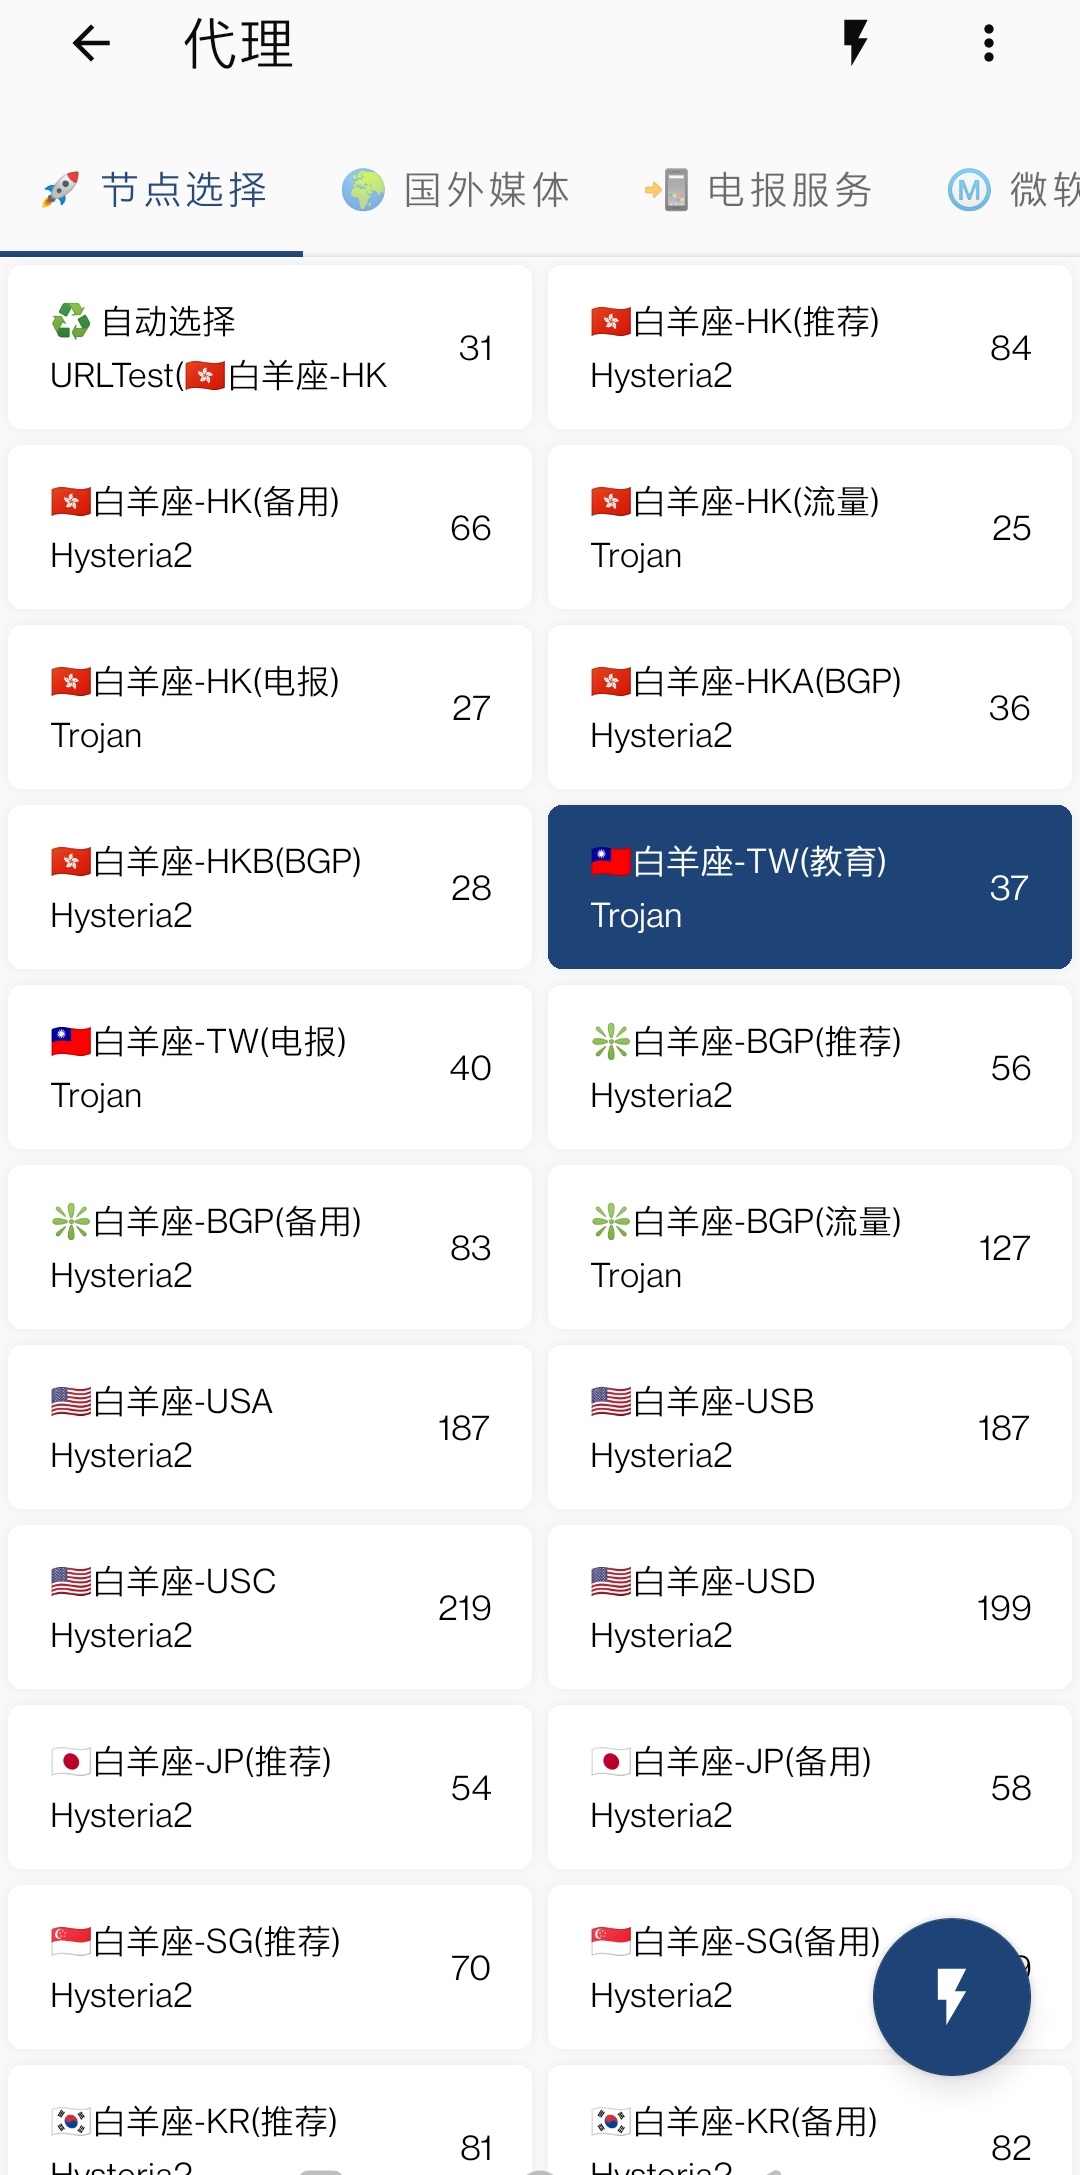 代理
节点选择 国外媒体 电报服务 微软
自动选择
URLTest(白羊座-HK
31
白羊座-HK(推荐)
Hysteria2
84
白羊座-HK(备用)
Hysteria2
66
白羊座-HK(流量)
Trojan
25
白羊座-HK(电报)
Trojan
27
白羊座-HKA(BGP)
Hysteria2
36
白羊座-HKB(BGP)
Hysteria2
28
白羊座-TW(教育)
Trojan
37
白羊座-TW(电报)
Trojan
40
白羊座-BGP(推荐)
Hysteria2
56
白羊座-BGP(备用)
Hysteria2
83
白羊座-BGP(流量)
Trojan
127
白羊座-USA
Hysteria2
187
白羊座-USB
Hysteria2
187
白羊座-USC
Hysteria2
219
白羊座-USD
Hysteria2
199
白羊座-JP(推荐)
Hysteria2
54
白羊座-JP(备用)
Hysteria2
58
白羊座-SG(推荐)
Hysteria2
70
白羊座-SG(备用)
Hysteria2
白羊座-KR(推荐)
Hysteria2
81
白羊座-KR(备用)
Hysteria2
82